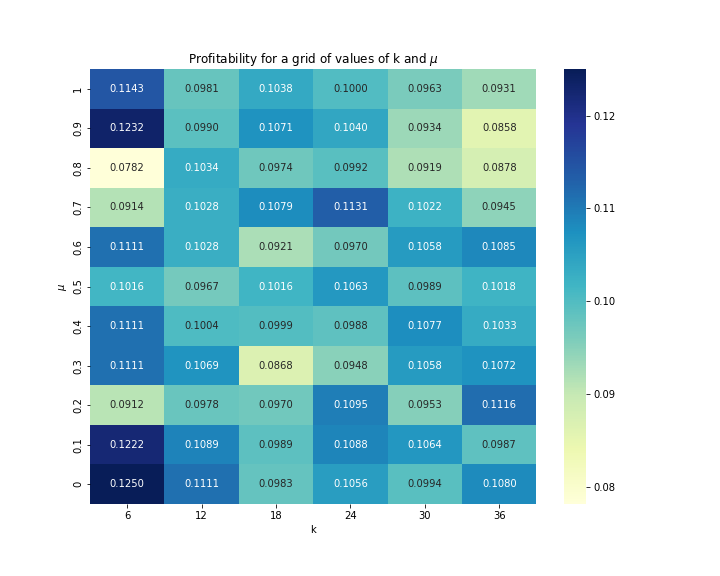 Profitability for a grid of values of k and μ
1 0.1143 0.0981 0.1038 0.1000 0.0963 0.0931
0.9 0.1232 0.0990 0.1071 0.1040 0.0934 0.0858
0.8 0.0782 0.1034 0.0974 0.0992 0.0919 0.0878
0.7 0.0914 0.1028 0.1079 0.1131 0.1022 0.0945
0.6 0.1111 0.1028 0.0921 0.0970 0.1058 0.1085
0.5 0.1016 0.0967 0.1016 0.1063 0.0989 0.1018
0.4 0.1111 0.1004 0.0999 0.0988 0.1077 0.1033
0.3 0.1111 0.1069 0.0868 0.0948 0.1058 0.1072
0.2 0.0912 0.0978 0.0970 0.1095 0.0953 0.1116
0.1 0.1222 0.1089 0.0989 0.1088 0.1064 0.0987
0 0.1250 0.1111 0.0983 0.1056 0.0994 0.1080
6 12 18 24 30 36
k
μ
0.12
0.11
0.10
0.09
0.08